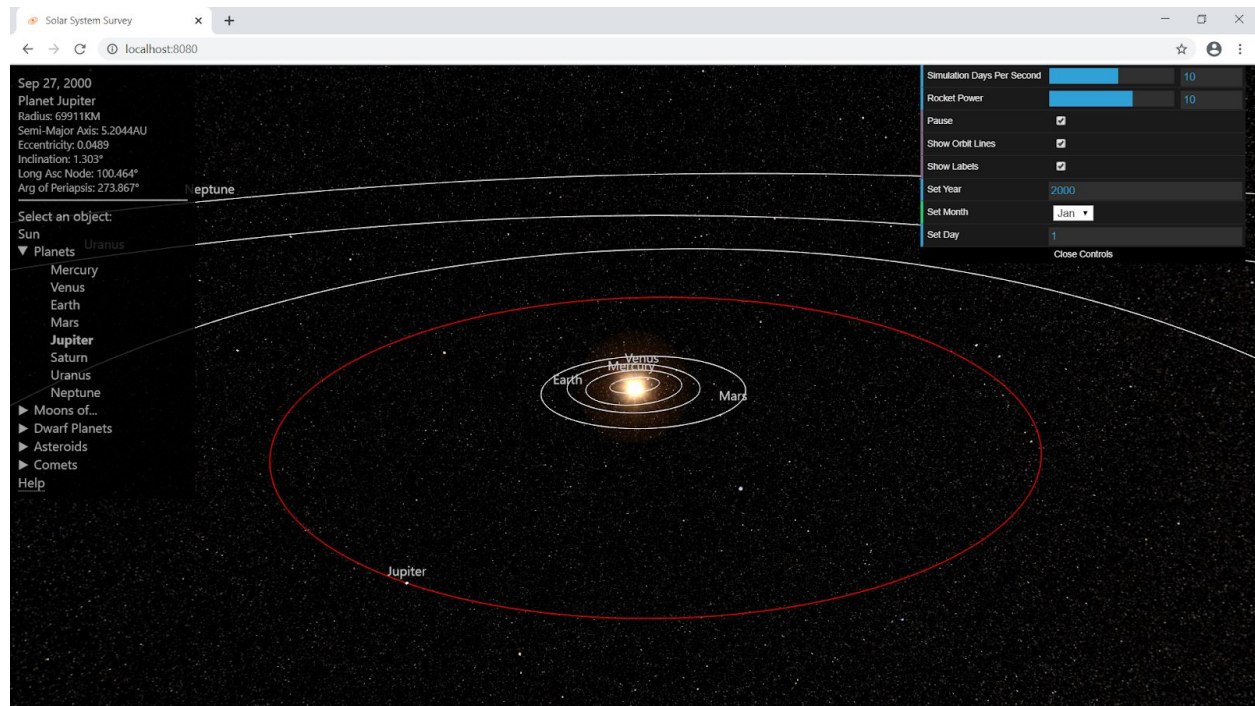 Solar System Survey
localhost:8080
Sep 27, 2000
Planet Jupiter
Radius: 69911KM
Semi-Major Axis: 5.2044AU
Eccentricity: 0.0489
Inclination: 1.303°
Long Asc Node: 100.464°
Arg of Periapsis: 273.867°
Select an object:
Sun
▼ Planets
Mercury
Venus
Earth
Mars
Jupiter
Saturn
Uranus
Neptune
▶ Moons of...
▶ Dwarf Planets
▶ Asteroids
▶ Comets
Help
Neptune
Uranus
Venus
Mercury
Earth
Mars
Jupiter
Simulation Days Per Second 10
Rocket Power 10
Pause
Show Orbit Lines
Show Labels
Set Year 2000
Set Month Jan
Set Day 1
Close Controls